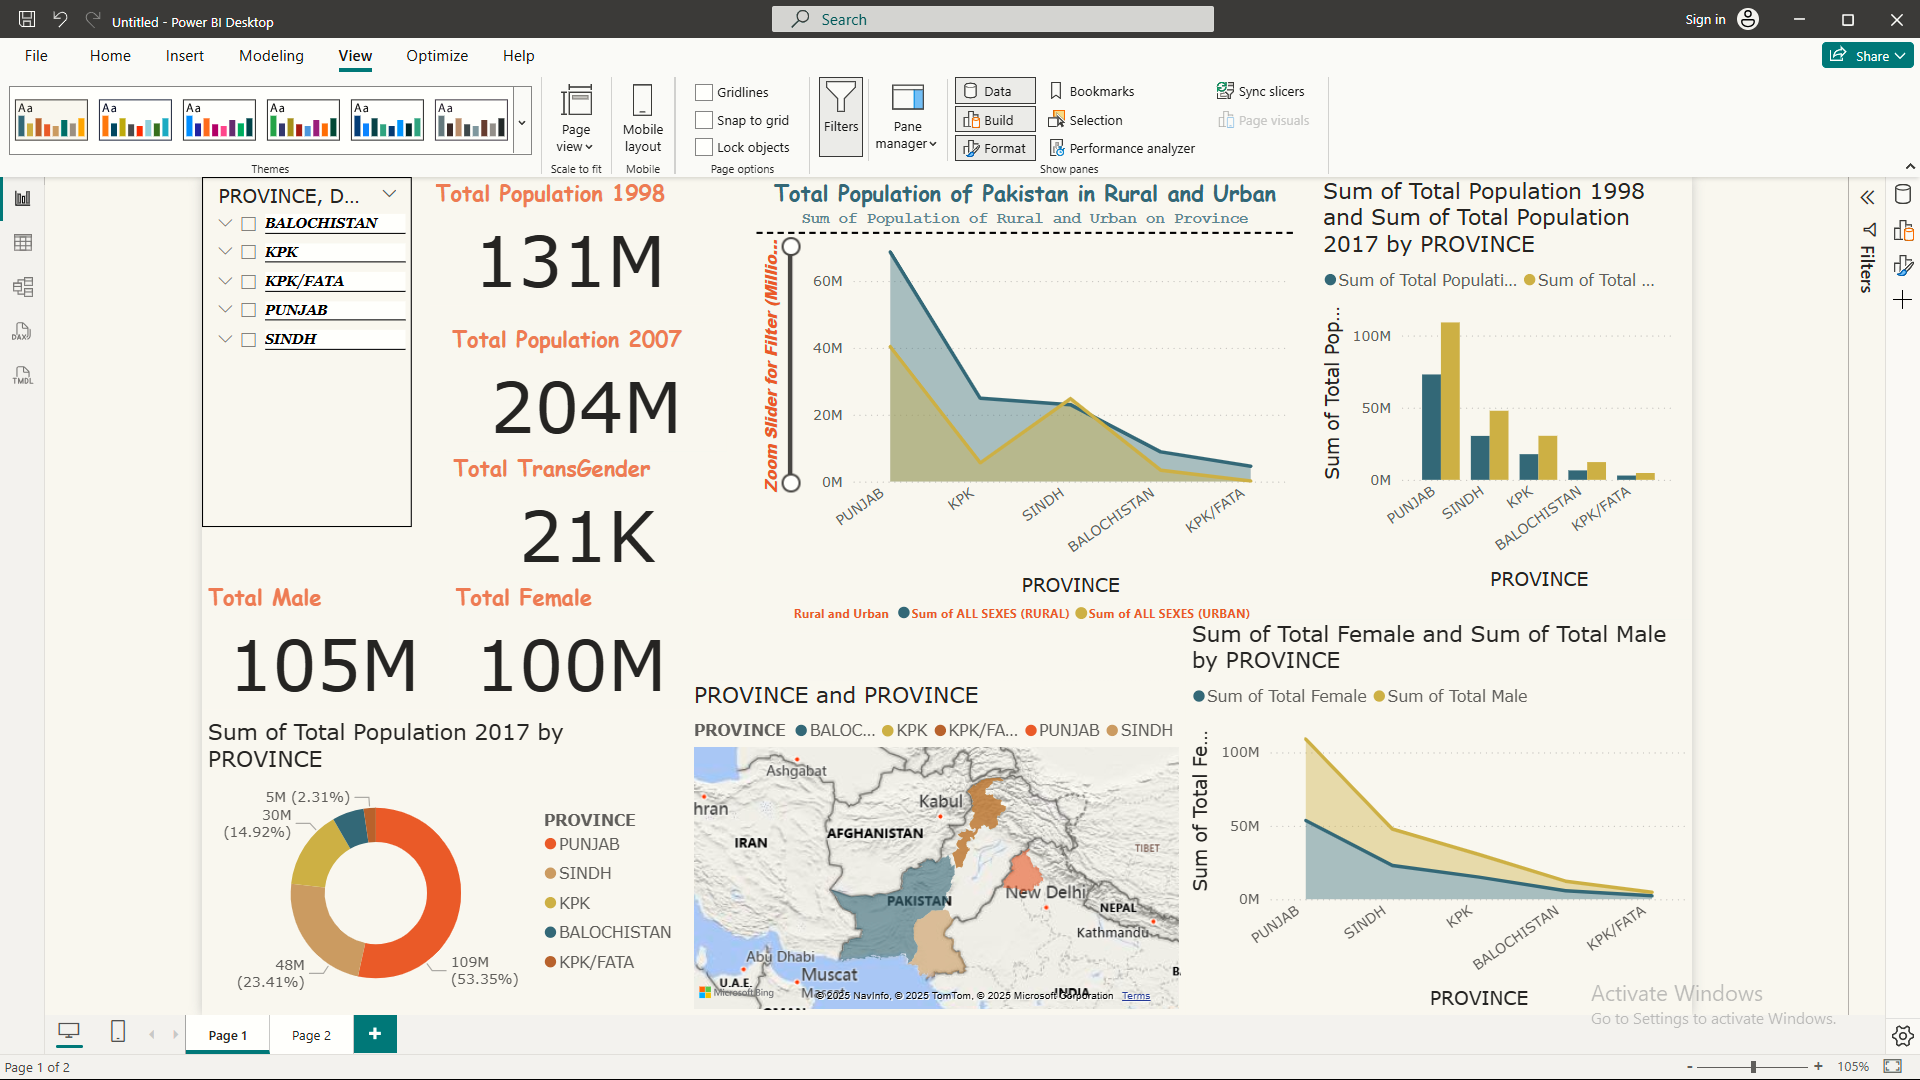 Untitled - Power BI Desktop
Search
Sign in
File
Home
Insert
Modeling
View
Optimize
Help
Share
Aa
Aa
Aa
Aa
Aa
Aa
Themes
Page
view
Scale to fit
Mobile
layout
Mobile
Gridlines
Snap to grid
Lock objects
Page options
Filters
Pane
manager
Data
Build
Format
Bookmarks
Selection
Performance analyzer
Sync slicers
Page visuals
Show panes
DAX
TMDL
PROVINCE, D...
BALOCHISTAN
KPK
KPK/FATA
PUNJAB
SINDH
Total Population 1998
131M
Total Population 2007
204M
Total TransGender
21K
Total Male
105M
Total Female
100M
Total Population of Pakistan in Rural and Urban
Sum of Population of Rural and Urban on Province
Zoom Slider for Filter (Millio...
60M
40M
20M
0M
PUNJAB
KPK
SINDH
BALOCHISTAN
KPK/FATA
PROVINCE
Rural and Urban
Sum of ALL SEXES (RURAL)
Sum of ALL SEXES (URBAN)
Sum of Total Population 1998
and Sum of Total Population
2017 by PROVINCE
Sum of Total Populati...
Sum of Total ...
Sum of Total Pop...
100M
50M
0M
PUNJAB
SINDH
KPK
BALOCHISTAN
KPK/FATA
PROVINCE
Filters
Sum of Total Population 2017 by
PROVINCE
5M (2.31%)
30M
(14.92%)
48M
(23.41%)
109M
(53.35%)
PROVINCE
PUNJAB
SINDH
KPK
BALOCHISTAN
KPK/FATA
PROVINCE and PROVINCE
PROVINCE
BALOC...
KPK
KPK/FA...
PUNJAB
SINDH
Ashgabat
hran
Kabul
AFGHANISTAN
IRAN
TIBET
New Delhi
PAKISTAN
NEPAL
Kathmandu
Abu Dhabi
Muscat
U.A.E.
INDIA
OMAN
Microsoft Bing
© 2025 NavInfo, © 2025 TomTom, © 2025 Microsoft Corporation
Terms
Sum of Total Female and Sum of Total Male
by PROVINCE
Sum of Total Female
Sum of Total Male
Sum of Total Fe...
100M
50M
0M
PUNJAB
SINDH
KPK
BALOCHISTAN
KPK/FATA
PROVINCE
Activate Windows
Go to Settings to activate Windows.
Page 1
Page 2
Page 1 of 2
105%